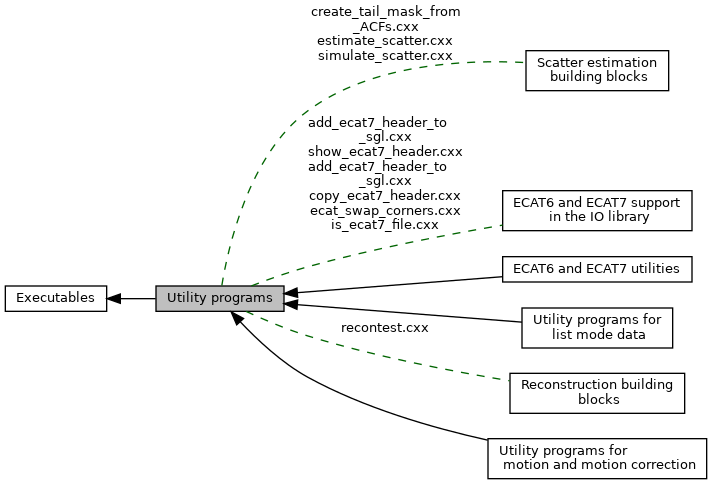 create_tail_mask_from
_ACFs.cxx
estimate_scatter.cxx
simulate_scatter.cxx
Scatter estimation
building blocks
add_ecat7_header_to
_sgl.cxx
show_ecat7_header.cxx
add_ecat7_header_to
_sgl.cxx
copy_ecat7_header.cxx
ecat_swap_corners.cxx
is_ecat7_file.cxx
ECAT6 and ECAT7 support
in the IO library
ECAT6 and ECAT7 utilities
Executables
Utility programs
Utility programs for
list mode data
recontest.cxx
Reconstruction building
blocks
Utility programs for
motion and motion correction